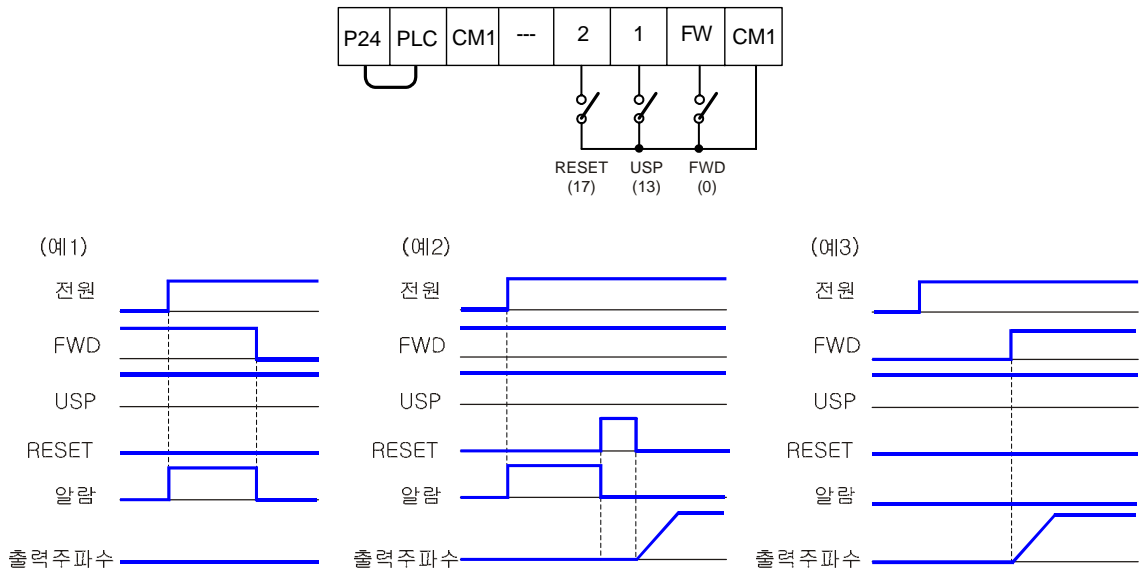 P24 PLC CM1 --- 2 1 FW CM1
RESET USP FWD
(17) (13) (0)
(예1)
전원
FWD
USP
RESET
알람
출력주파수
(예2)
전원
FWD
USP
RESET
알람
출력주파수
(예3)
전원
FWD
USP
RESET
알람
출력주파수